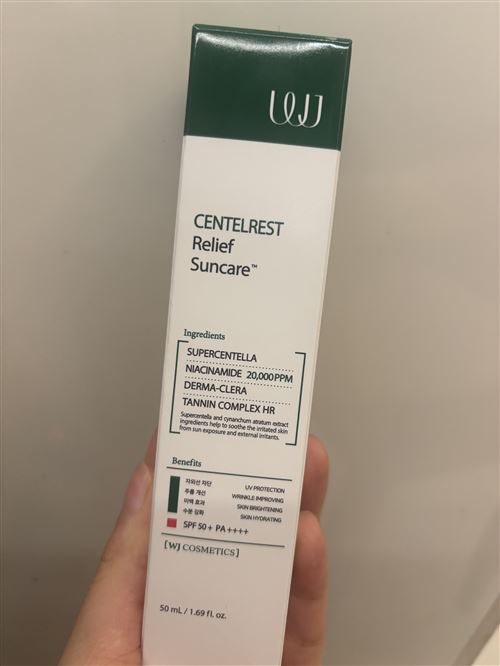 WJ
CENTELREST
Relief
Suncare™
Ingredients
SUPERCENTELLA
NIACINAMIDE 20,000PPM
DERMA-CLERA
TANNIN COMPLEX HR
Supercentella and cynanchum atratum extract
ingredients help to soothe the irritated skin
from sun exposure and external irritants.
Benefits
자외선 차단 UV PROTECTION
주름 개선 WRINKLE IMPROVING
미백 효과 SKIN BRIGHTENING
수분 강화 SKIN HYDRATING
SPF 50+ PA ++++
[WJ COSMETICS]
50 mL / 1.69 fl. oz.